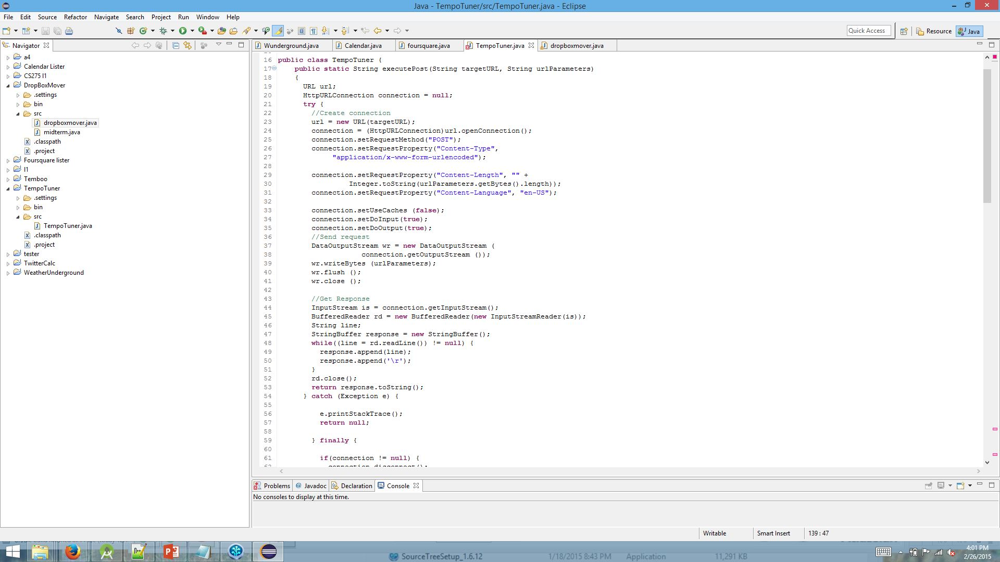 Java - TempoTuner/src/TempoTuner.java - Eclipse
File Edit Source Refactor Navigate Search Project Run Window Help
Quick Access Resource Java
Navigator
a4
Calendar Lister
CS275 l1
DropBoxMover
.settings
bin
src
dropboxmover.java
midterm.java
.classpath
.project
Foursquare lister
l1
Temboo
TempoTuner
.settings
bin
src
TempoTuner.java
.classpath
.project
tester
TwitterCalc
WeatherUnderground
Wunderground.java Calendar.java foursquare.java TempoTuner.java dropboxmover.java
16 public class TempoTuner {
17 public static String executePost(String targetURL, String urlParameters)
18 {
19 URL url;
20 HttpURLConnection connection = null;
21 try {
22 //Create connection
23 url = new URL(targetURL);
24 connection = (HttpURLConnection)url.openConnection();
25 connection.setRequestMethod("POST");
26 connection.setRequestProperty("Content-Type",
27 "application/x-www-form-urlencoded");
28
29 connection.setRequestProperty("Content-Length", "" +
30 Integer.toString(urlParameters.getBytes().length));
31 connection.setRequestProperty("Content-Language", "en-US");
32
33 connection.setUseCaches (false);
34 connection.setDoInput(true);
35 connection.setDoOutput(true);
36 //Send request
37 DataOutputStream wr = new DataOutputStream (
38 connection.getOutputStream ());
39 wr.writeBytes (urlParameters);
40 wr.flush ();
41 wr.close ();
42
43 //Get Response
44 InputStream is = connection.getInputStream();
45 BufferedReader rd = new BufferedReader(new InputStreamReader(is));
46 String line;
47 StringBuffer response = new StringBuffer();
48 while((line = rd.readLine()) != null) {
49 response.append(line);
50 response.append('\r');
51 }
52 rd.close();
53 return response.toString();
54 } catch (Exception e) {
55
56 e.printStackTrace();
57 return null;
58
59 } finally {
60
61 if(connection != null) {
62 connection.disconnect();
Problems Javadoc Declaration Console
No consoles to display at this time.
Writable Smart Insert 139 : 47
SourceTreeSetup_1.6.12 1/18/2015 8:43 PM Application 11,291 KB
4:01 PM
2/26/2015